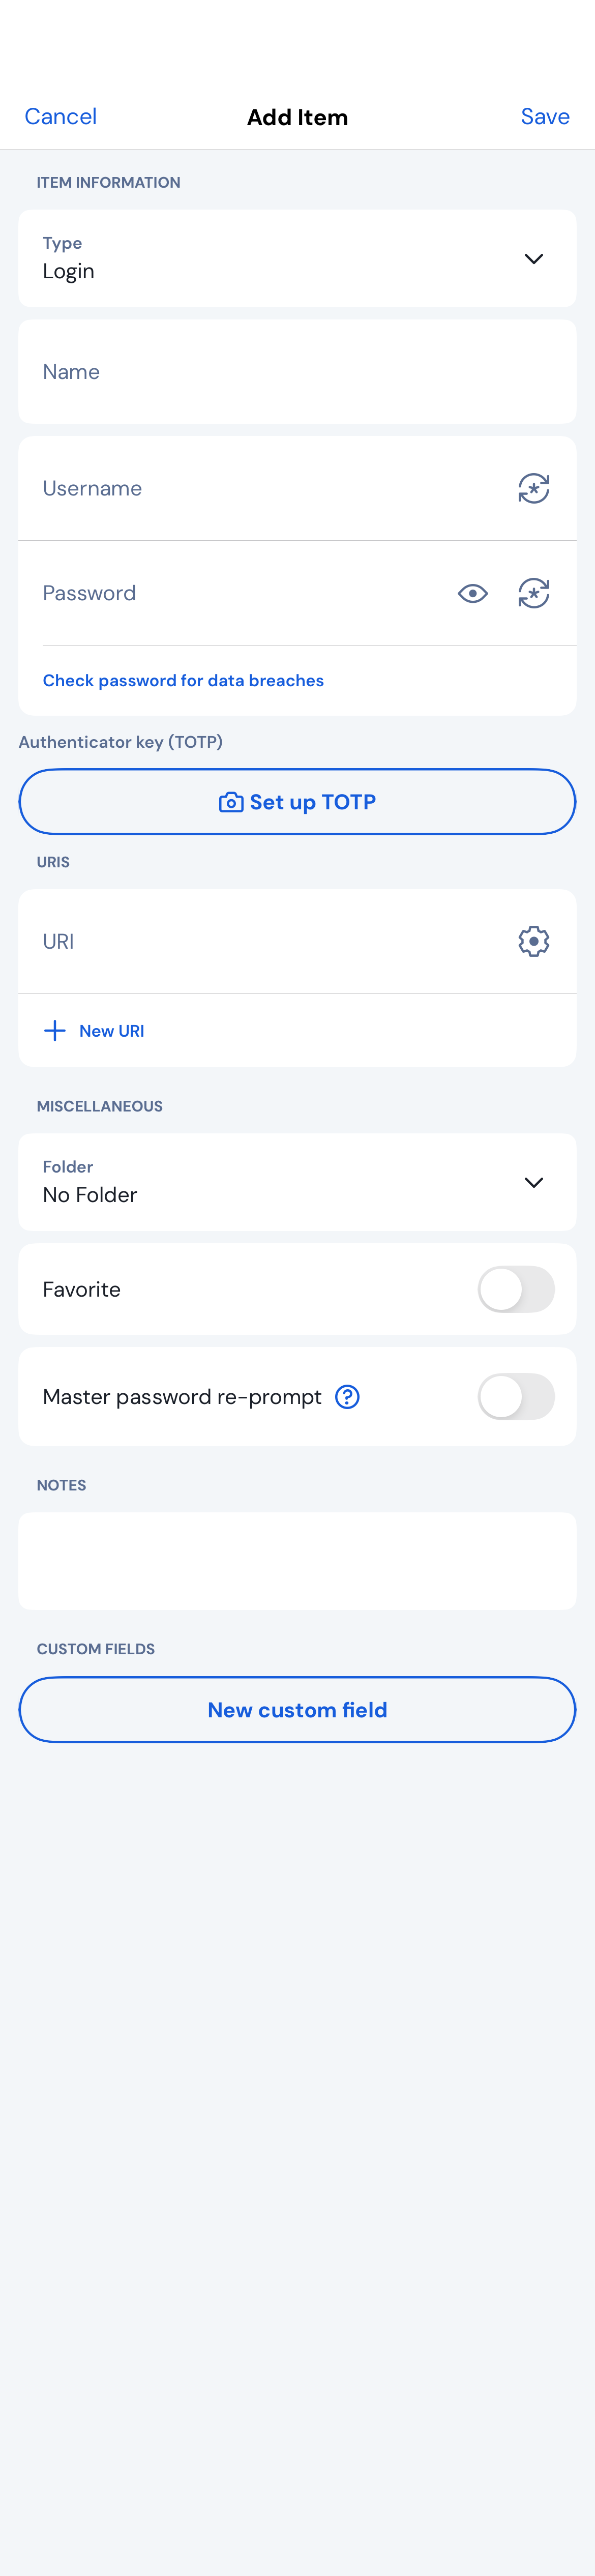 Cancel
Add Item
Save
ITEM INFORMATION
Type
Login
Name
Username
Password
Check password for data breaches
Authenticator key (TOTP)
Set up TOTP
URIS
URI
New URI
MISCELLANEOUS
Folder
No Folder
Favorite
Master password re-prompt
NOTES
CUSTOM FIELDS
New custom field